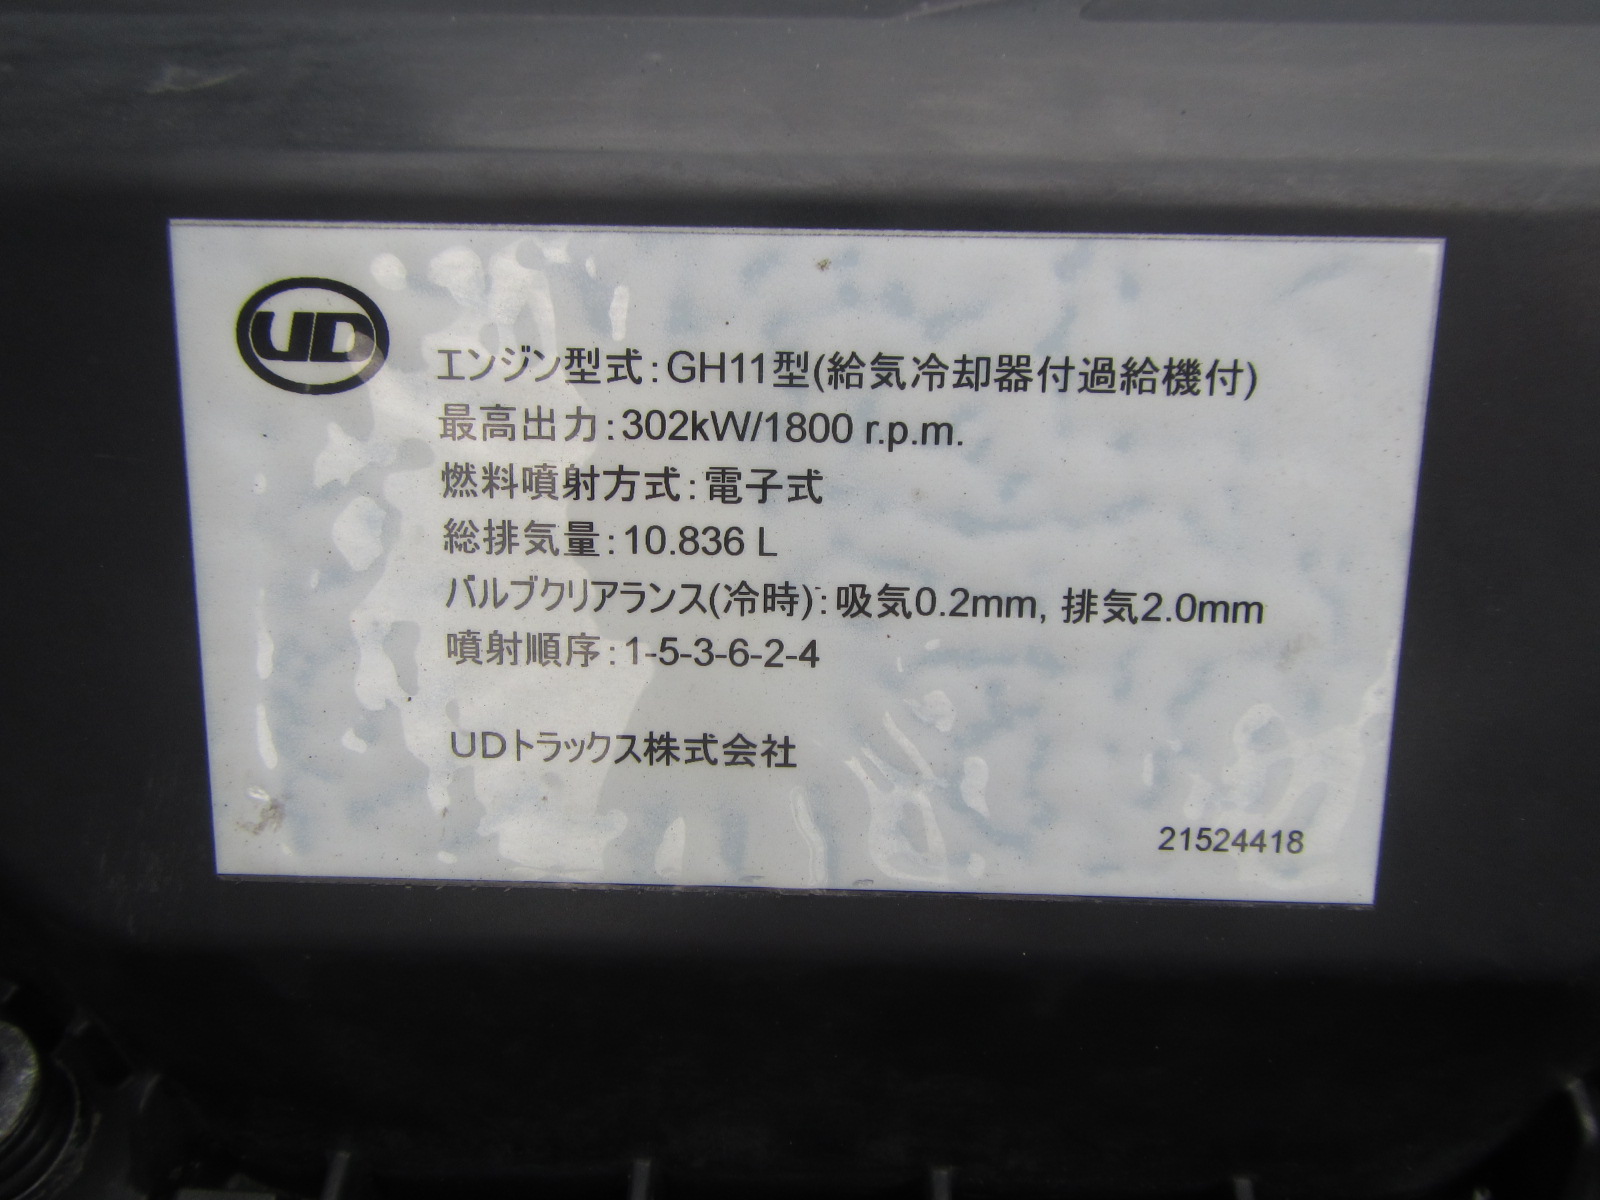 UD
エンジン型式:GH11型(給気冷却器付過給機付)
最高出力:302kW/1800 r.p.m.
燃料噴射方式:電子式
総排気量:10.836 L
バルブクリアランス(冷時):吸気0.2mm, 排気2.0mm
噴射順序:1-5-3-6-2-4
UDトラックス株式会社
21524418